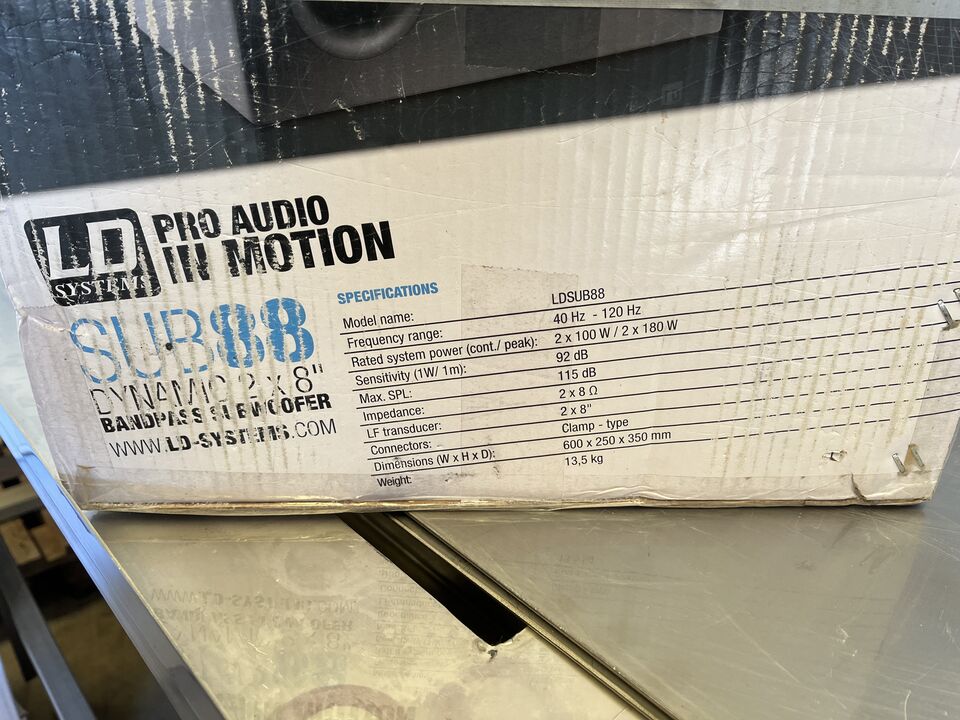 LD
SYSTEMS
PRO AUDIO
IN MOTION
SUB88
DYNAMIC 2 X 8"
BANDPASS SUBWOOFER
WWW.LD-SYSTEMS.COM
SPECIFICATIONS
Model name: LDSUB88
Frequency range: 40 Hz - 120 Hz
Rated system power (cont./ peak): 2 x 100 W / 2 x 180 W
Sensitivity (1W/ 1m): 92 dB
Max. SPL: 115 dB
Impedance: 2 x 8 Ω
LF transducer: 2 x 8"
Connectors: Clamp - type
Dimensions (W x H x D): 600 x 250 x 350 mm
Weight: 13,5 kg